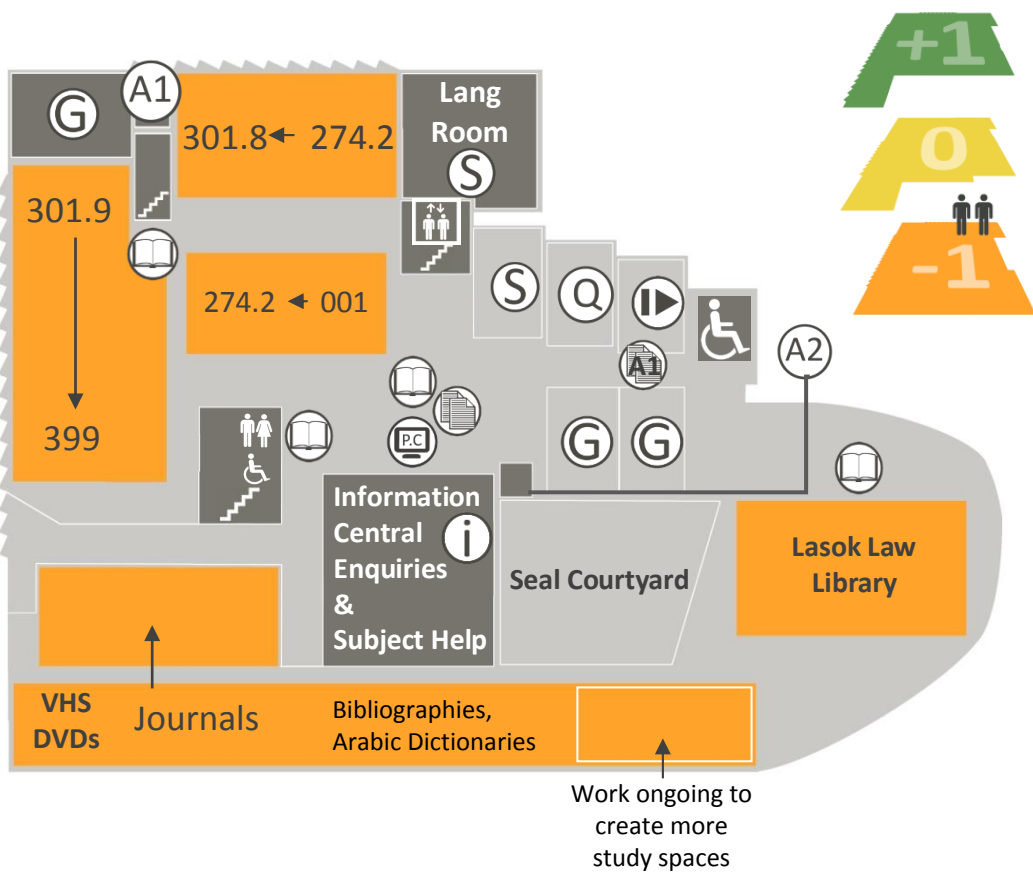 +1
0
-1
G
A1
301.8
274.2
Lang
Room
S
301.9
399
274.2
001
S
Q
A1
A2
P.C
G
G
Information
Central
Enquiries
&
Subject Help
i
Seal Courtyard
Lasok Law
Library
VHS
DVDs
Journals
Bibliographies,
Arabic Dictionaries
Work ongoing to
create more
study spaces